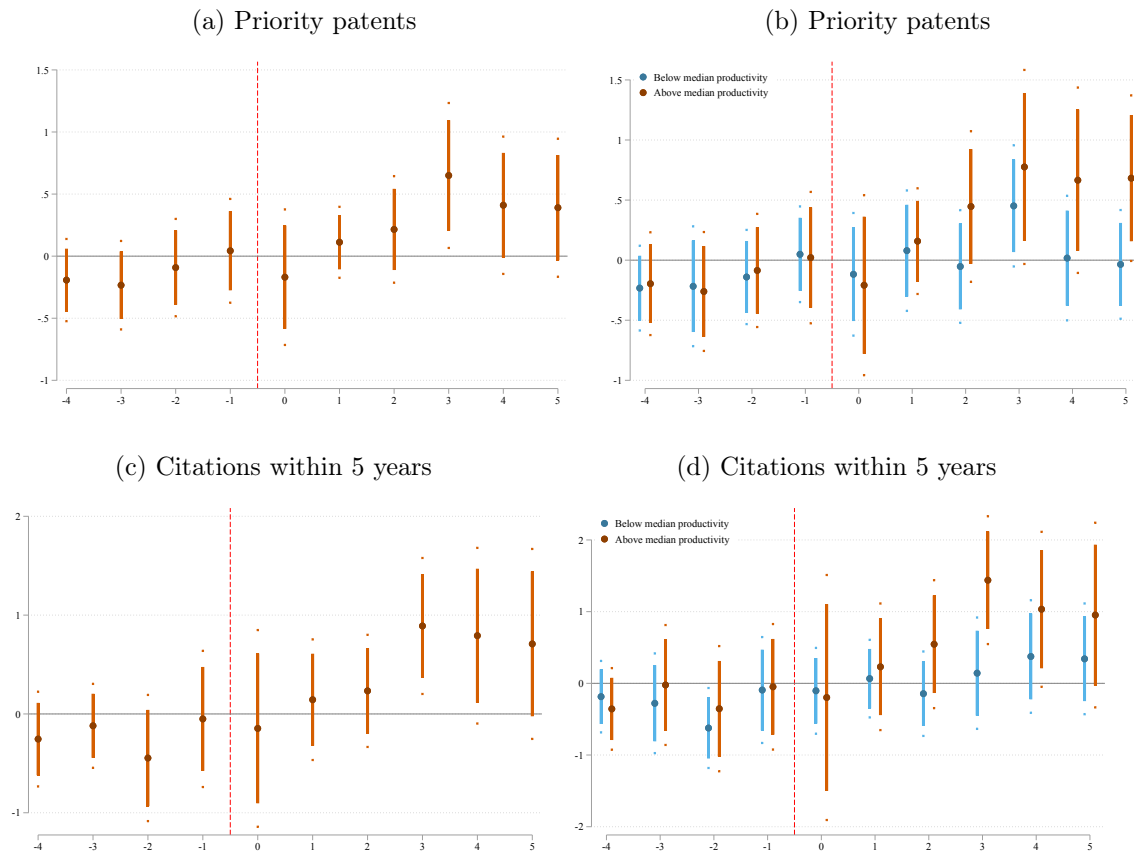 (a) Priority patents
1.5
1
.5
0
-.5
-1
-4 -3 -2 -1 0 1 2 3 4 5
(b) Priority patents
Below median productivity
Above median productivity
1.5
1
.5
0
-.5
-1
-4 -3 -2 -1 0 1 2 3 4 5
(c) Citations within 5 years
2
1
0
-1
-4 -3 -2 -1 0 1 2 3 4 5
(d) Citations within 5 years
Below median productivity
Above median productivity
2
1
0
-1
-2
-4 -3 -2 -1 0 1 2 3 4 5